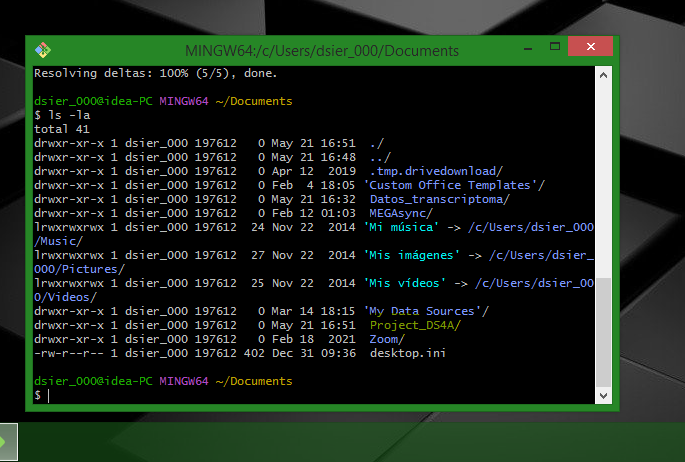 MINGW64:/c/Users/dsier_000/Documents
Resolving deltas: 100% (5/5), done.
dsier_000@idea-PC MINGW64 ~/Documents
$ ls -la
total 41
drwxr-xr-x 1 dsier_000 197612   0 May 21 16:51  ./
drwxr-xr-x 1 dsier_000 197612   0 May 21 16:48  ../
drwxr-xr-x 1 dsier_000 197612   0 Apr 12  2019  .tmp.drivedownload/
drwxr-xr-x 1 dsier_000 197612   0 Feb  4 18:05 'Custom Office Templates'/
drwxr-xr-x 1 dsier_000 197612   0 May 21 16:32  Datos_transcriptoma/
drwxr-xr-x 1 dsier_000 197612   0 Feb 12 01:03  MEGAsync/
lrwxrwxrwx 1 dsier_000 197612  24 Nov 22  2014 'Mi música' -> /c/Users/dsier_000
/Music/
lrwxrwxrwx 1 dsier_000 197612  27 Nov 22  2014 'Mis imágenes' -> /c/Users/dsier_
000/Pictures/
lrwxrwxrwx 1 dsier_000 197612  25 Nov 22  2014 'Mis vídeos' -> /c/Users/dsier_00
0/Videos/
drwxr-xr-x 1 dsier_000 197612   0 Mar 14 18:15 'My Data Sources'/
drwxr-xr-x 1 dsier_000 197612   0 May 21 16:51  Project_DS4A/
drwxr-xr-x 1 dsier_000 197612   0 Feb 18  2021  Zoom/
-rw-r--r-- 1 dsier_000 197612 402 Dec 31 09:36  desktop.ini
dsier_000@idea-PC MINGW64 ~/Documents
$